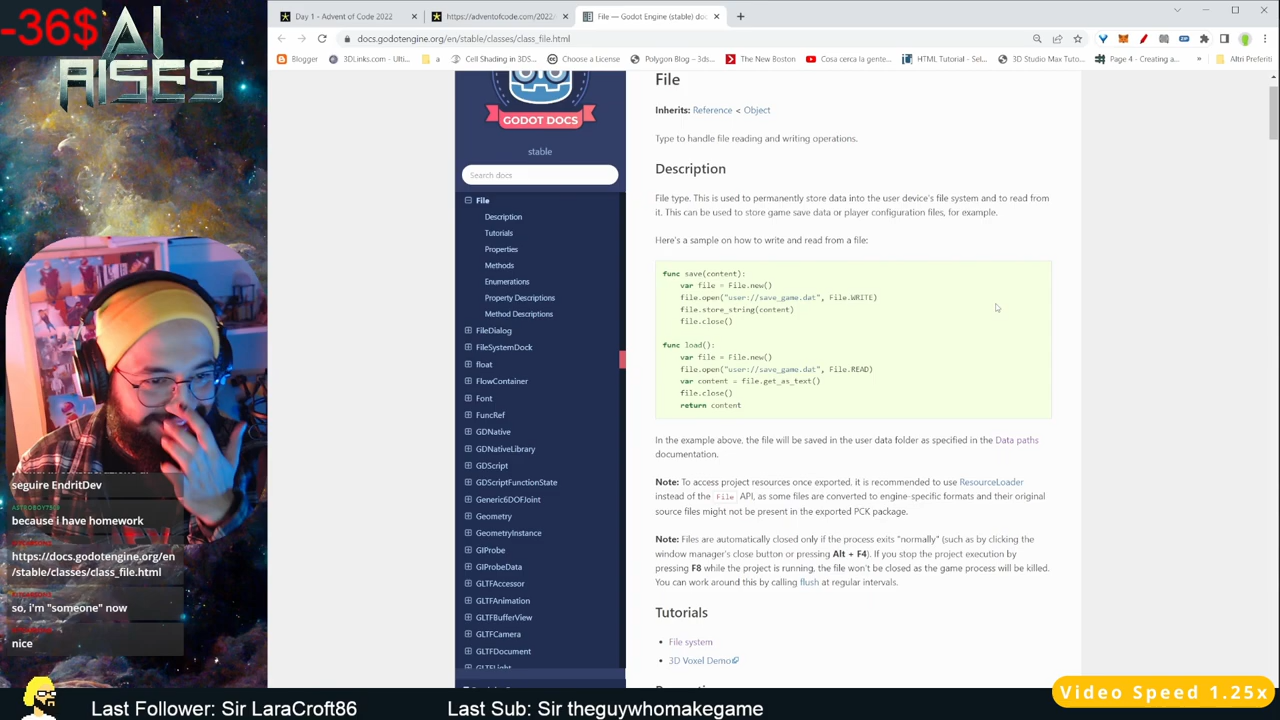 -36$
AI
RISES
Day 1 - Advent of Code 2022
https://adventofcode.com/2022/
File — Godot Engine (stable) doc
docs.godotengine.org/en/stable/classes/class_file.html
Blogger
3DLinks.com - Ulti...
a
Cell Shading in 3DS...
Choose a License
Polygon Blog – 3ds...
The New Boston
Cosa cerca la gente...
HTML Tutorial - Sel...
3D Studio Max Tuto...
Page 4 - Creating a...
»
Altri Preferiti
GODOT DOCS
stable
Search docs
File
Description
Tutorials
Properties
Methods
Enumerations
Property Descriptions
Method Descriptions
FileDialog
FileSystemDock
float
FlowContainer
Font
FuncRef
GDNative
GDNativeLibrary
GDScript
GDScriptFunctionState
Generic6DOFJoint
Geometry
GeometryInstance
GIProbe
GIProbeData
GLTFAccessor
GLTFAnimation
GLTFBufferView
GLTFCamera
GLTFDocument
GLTFLight
File
Inherits: Reference < Object
Type to handle file reading and writing operations.
Description
File type. This is used to permanently store data into the user device's file system and to read from
it. This can be used to store game save data or player configuration files, for example.
Here's a sample on how to write and read from a file:
func save(content):
var file = File.new()
file.open("user://save_game.dat", File.WRITE)
file.store_string(content)
file.close()
func load():
var file = File.new()
file.open("user://save_game.dat", File.READ)
var content = file.get_as_text()
file.close()
return content
In the example above, the file will be saved in the user data folder as specified in the Data paths
documentation.
Note: To access project resources once exported, it is recommended to use ResourceLoader
instead of the File API, as some files are converted to engine-specific formats and their original
source files might not be present in the exported PCK package.
Note: Files are automatically closed only if the process exits "normally" (such as by clicking the
window manager's close button or pressing Alt + F4). If you stop the project execution by
pressing F8 while the project is running, the file won't be closed as the game process will be killed.
You can work around this by calling flush at regular intervals.
Tutorials
File system
3D Voxel Demo
seguire EndritDev
because i have homework
https://docs.godotengine.org/en
/stable/classes/class_file.html
so, i'm "someone" now
nice
Video Speed 1.25x
Last Follower: Sir LaraCroft86
Last Sub: Sir theguywhomakegame